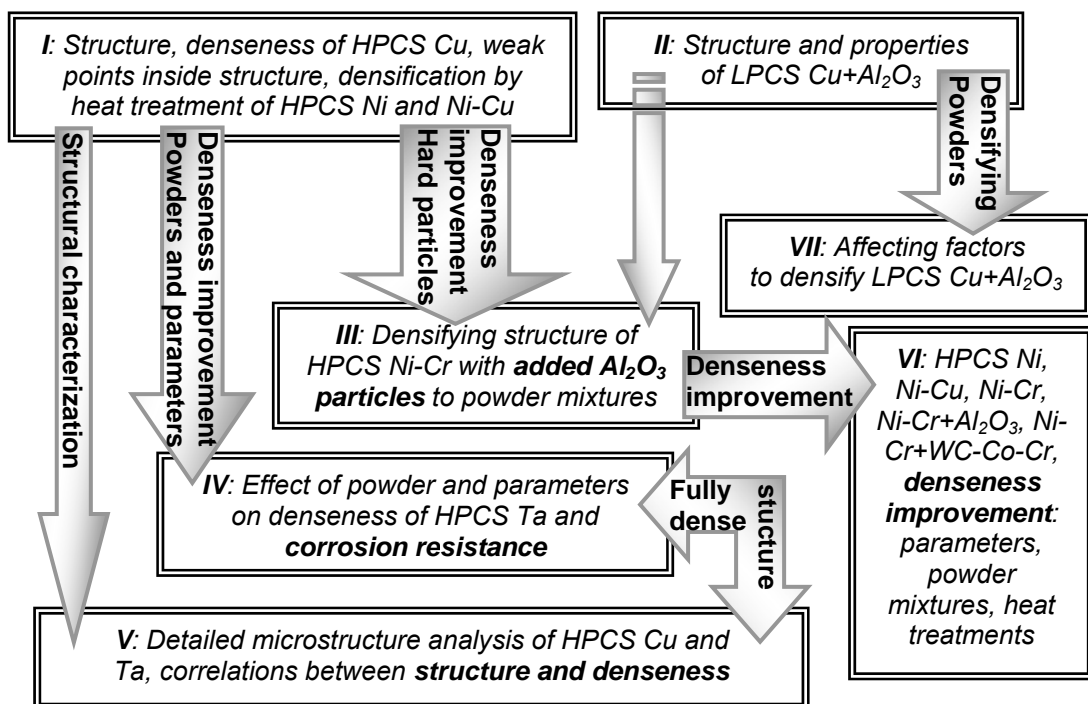 I: Structure, denseness of HPCS Cu, weak
points inside structure, densification by
heat treatment of HPCS Ni and Ni-Cu
II: Structure and properties
of LPCS Cu+Al₂O₃
Structural characterization
Denseness improvement
Powders and parameters
Denseness
improvement
Hard particles
Densifying
Powders
VII: Affecting factors
to densify LPCS Cu+Al₂O₃
III: Densifying structure of
HPCS Ni-Cr with added Al₂O₃
particles to powder mixtures
Denseness
improvement
VI: HPCS Ni,
Ni-Cu, Ni-Cr,
Ni-Cr+Al₂O₃, Ni-
Cr+WC-Co-Cr,
denseness
improvement:
parameters,
powder
mixtures, heat
treatments
IV: Effect of powder and parameters
on denseness of HPCS Ta and
corrosion resistance
Fully
dense
stucture
V: Detailed microstructure analysis of HPCS Cu and
Ta, correlations between structure and denseness